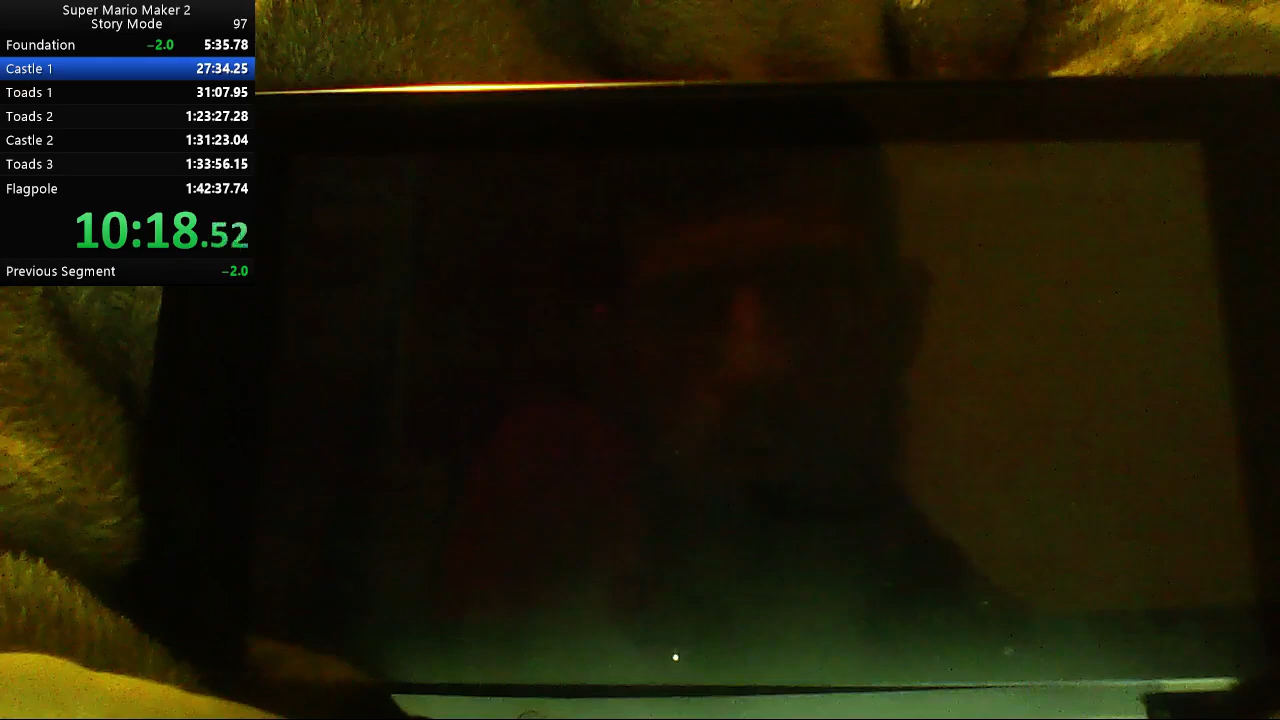 Super Mario Maker 2
Story Mode 97
Foundation −2.0 5:35.78
Castle 1 27:34.25
Toads 1 31:07.95
Toads 2 1:23:27.28
Castle 2 1:31:23.04
Toads 3 1:33:56.15
Flagpole 1:42:37.74
10:18.52
Previous Segment −2.0